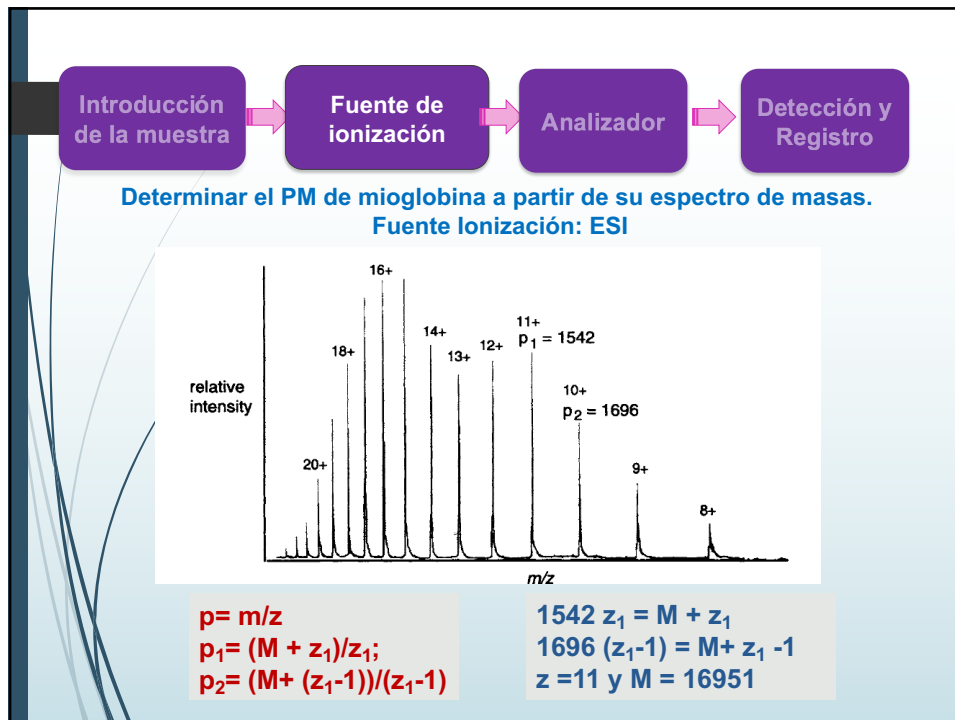 Introducción
de la muestra
Fuente de
ionización
Analizador
Detección y
Registro
Determinar el PM de mioglobina a partir de su espectro de masas.
Fuente Ionización: ESI
16+
11+
p₁ = 1542
14+
12+
18+
13+
10+
p₂ = 1696
relative
intensity
20+
9+
8+
m/z
p= m/z
p₁= (M + z₁)/z₁;
p₂= (M+ (z₁-1))/(z₁-1)
1542 z₁ = M + z₁
1696 (z₁-1) = M+ z₁ -1
z =11 y M = 16951